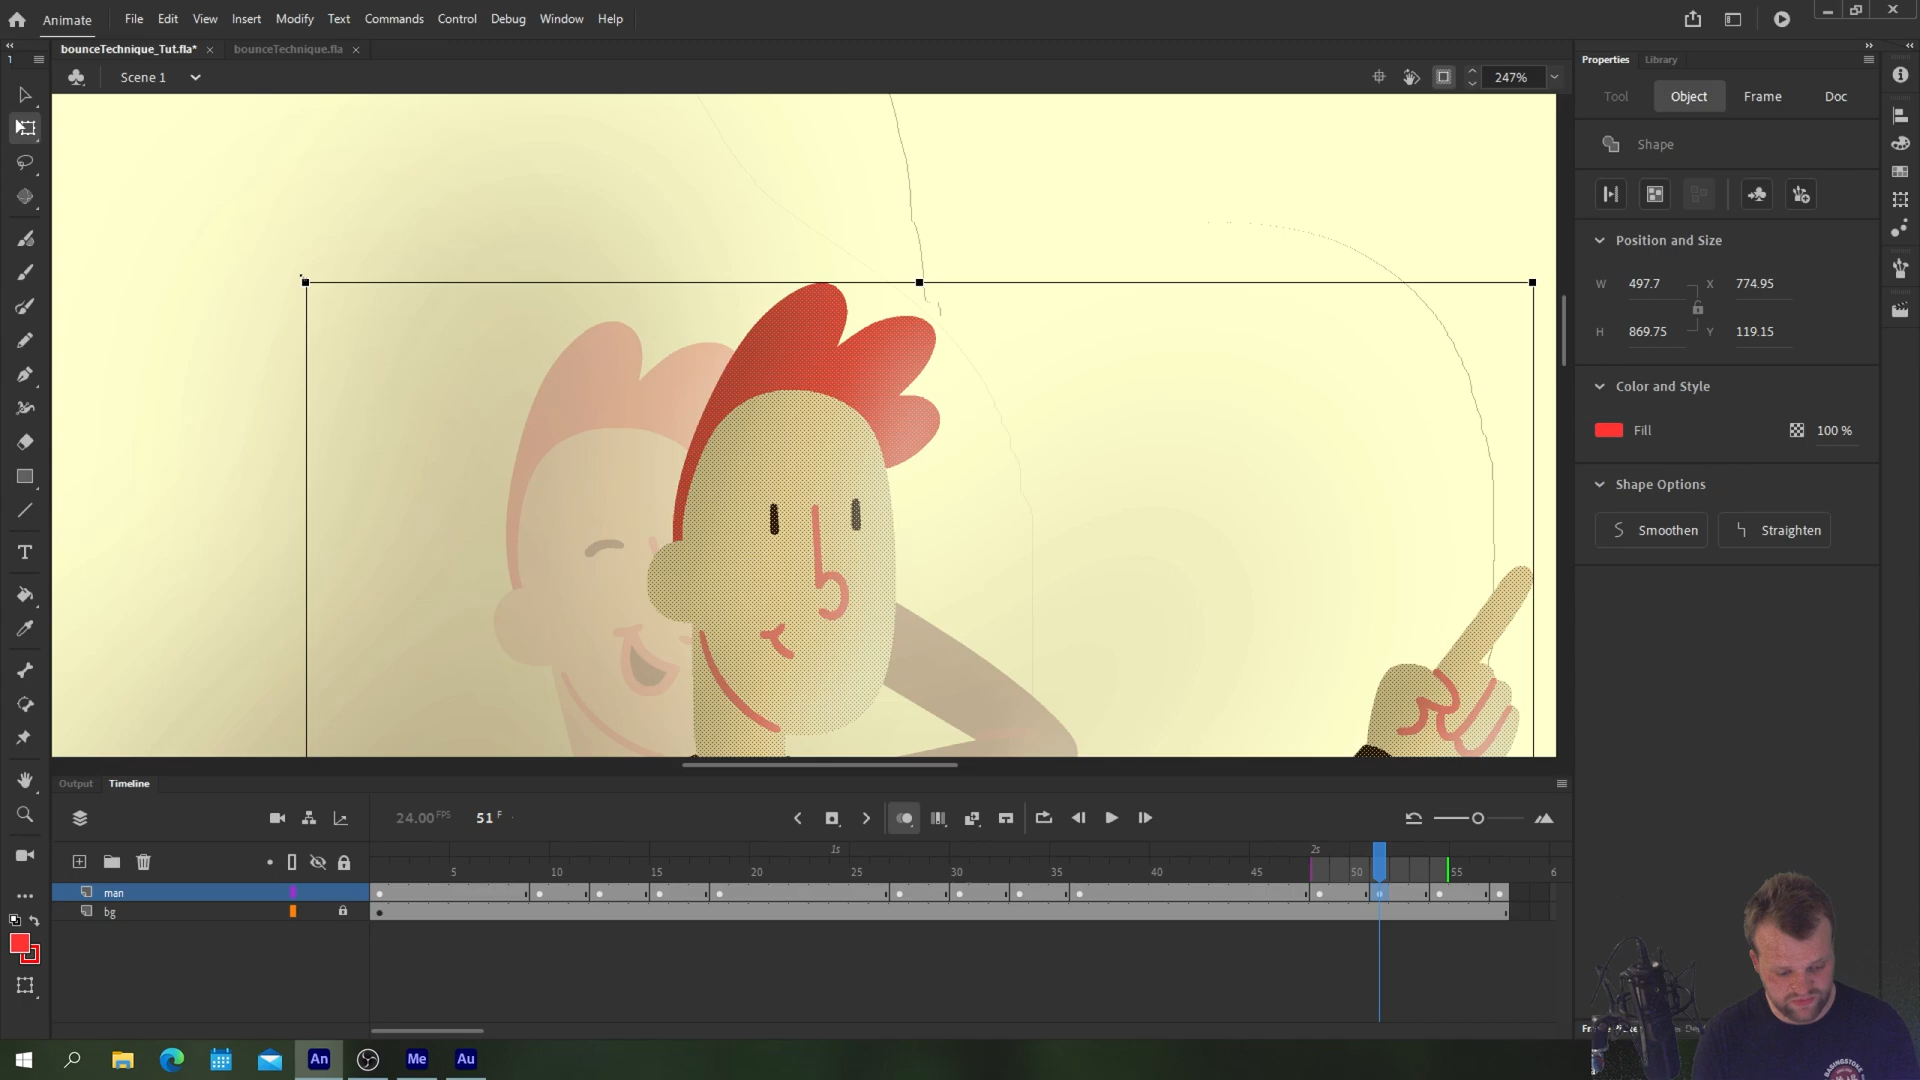 Animate File Edit View Insert Modify Text Commands Control Debug Window Help
bounceTechnique_Tut.fla* bounceTechnique.fla
1
Scene 1 247%
Properties Library
Tool Object Frame Doc
Shape
Position and Size
W 497.7 X 774.95
H 869.75 Y 119.15
Color and Style
Fill 100 %
Shape Options
Smoothen Straighten
Output Timeline
24.00 FPS 51 F
1s 2s
5 10 15 20 25 30 35 40 45 50 55 6
man
bg
An Me Au
BASINGSTOKE